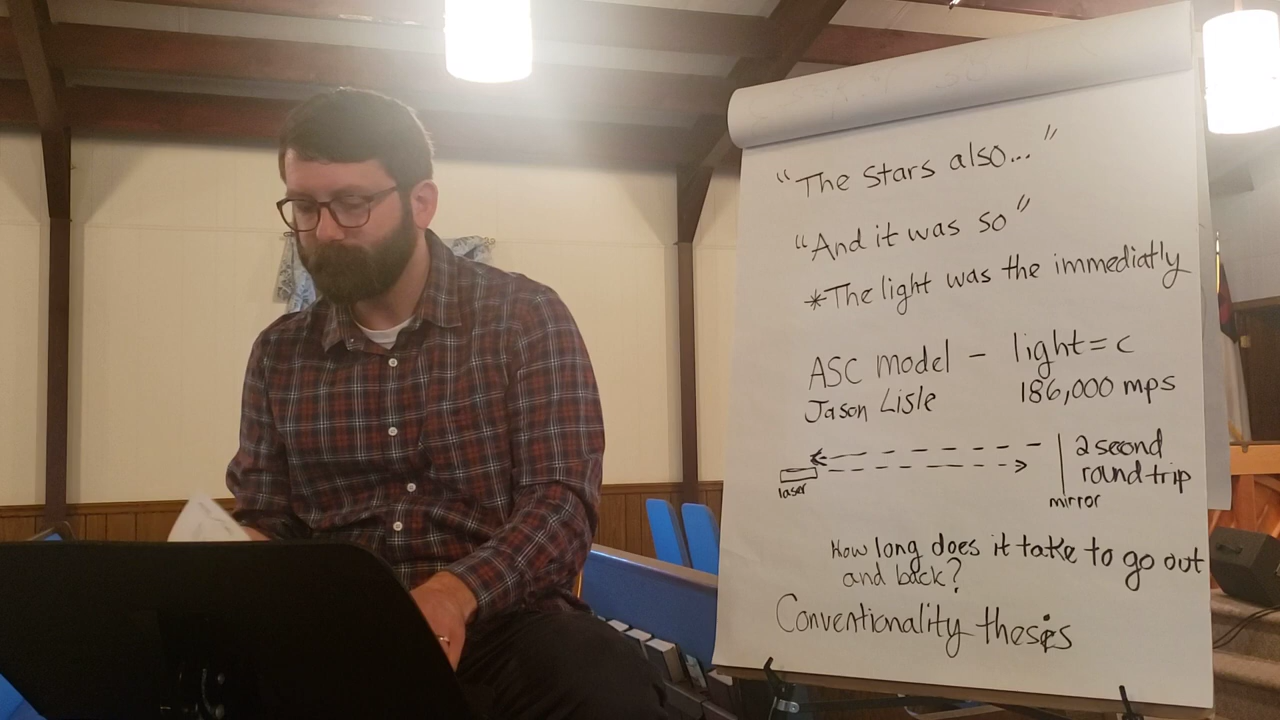 "The Stars also..."
"And it was so"
*The light was the immediatly
ASC model - light = c
Jason Lisle 186,000 mps
2 second
round trip
laser
mirror
How long does it take to go out
and back?
Conventionality thesis